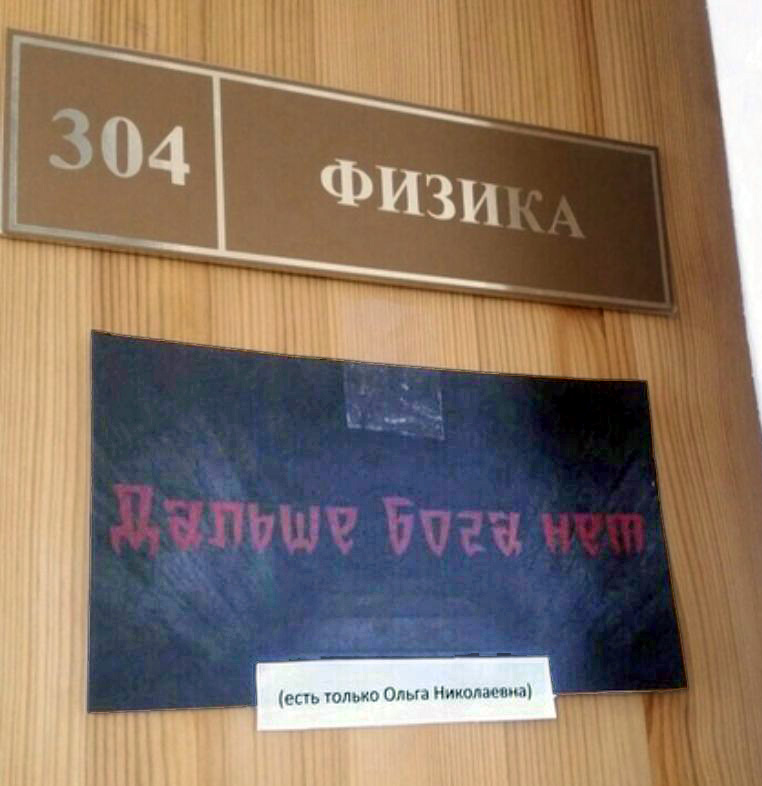 304 ФИЗИКА
Дальше бога нет
(есть только Ольга Николаевна)